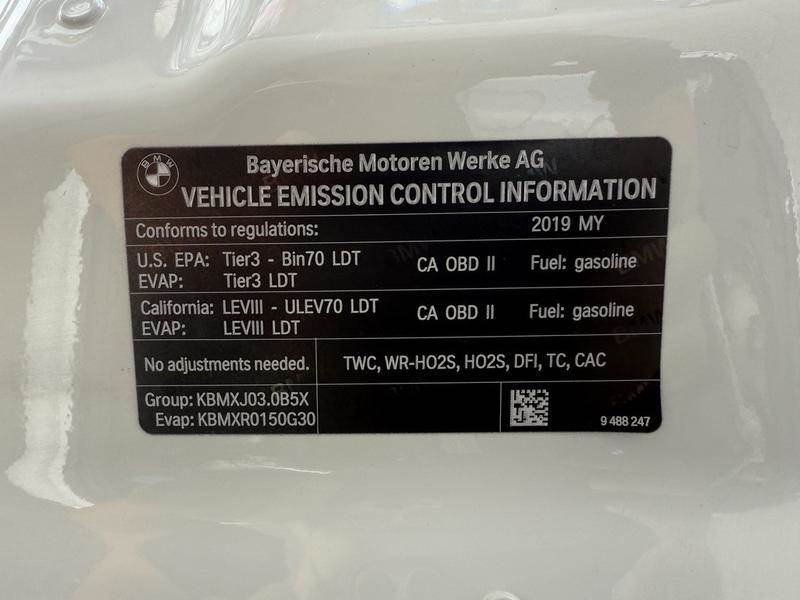 BMW
Bayerische Motoren Werke AG
VEHICLE EMISSION CONTROL INFORMATION
Conforms to regulations: 2019 MY
U.S. EPA: Tier3 - Bin70 LDT CA OBD II Fuel: gasoline
EVAP: Tier3 LDT
California: LEVIII - ULEV70 LDT CA OBD II Fuel: gasoline
EVAP: LEVIII LDT
No adjustments needed. TWC, WR-HO2S, HO2S, DFI, TC, CAC
Group: KBMXJ03.0B5X
Evap: KBMXR0150G30 9 488 247